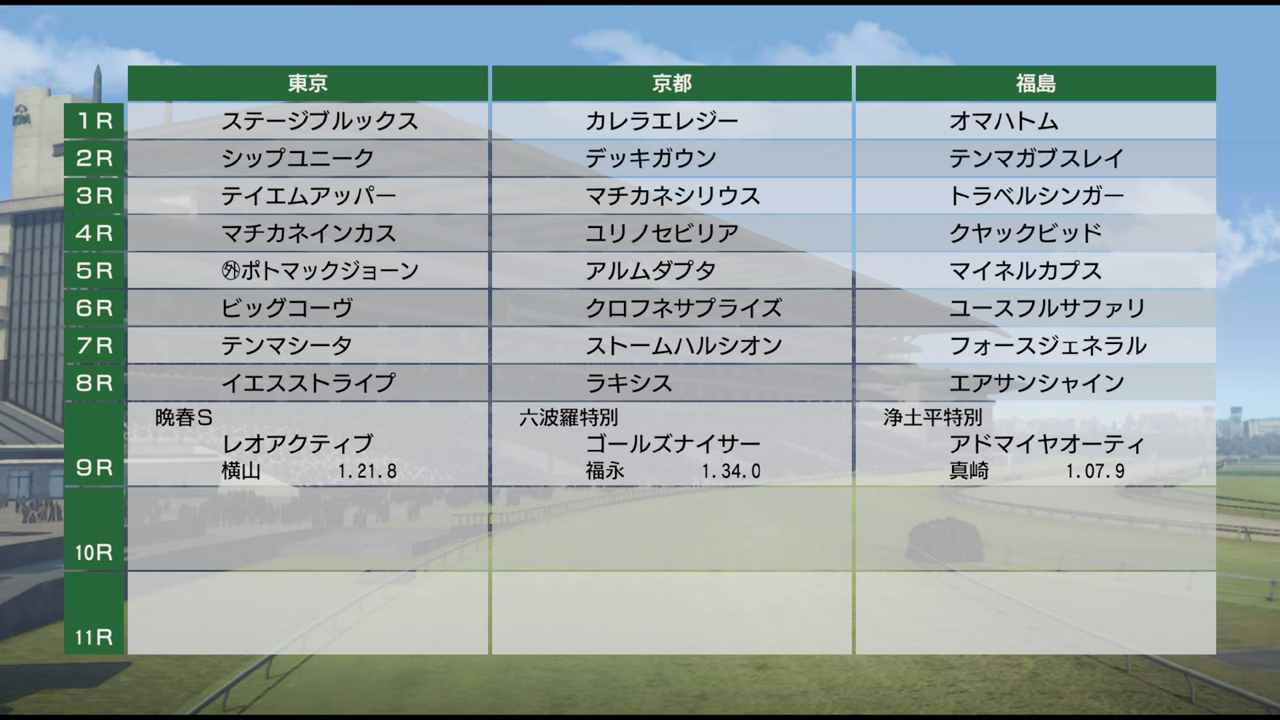 東京 京都 福島
1R ステージブルックス カレラエレジー オマハトム
2R シップユニーク デッキガウン テンマガブスレイ
3R テイエムアッパー マチカネシリウス トラベルシンガー
4R マチカネインカス ユリノセビリア クヤックビッド
5R ㊕ポトマックジョーン アルムダプタ マイネルカプス
6R ビッグコーヴ クロフネサプライズ ユースフルサファリ
7R テンマシータ ストームハルシオン フォースジェネラル
8R イエスストライプ ラキシス エアサンシャイン
晩春S 六波羅特別 浄土平特別
レオアクティブ ゴールズナイサー アドマイヤオーティ
9R 横山 1.21.8 福永 1.34.0 真崎 1.07.9
10R
11R